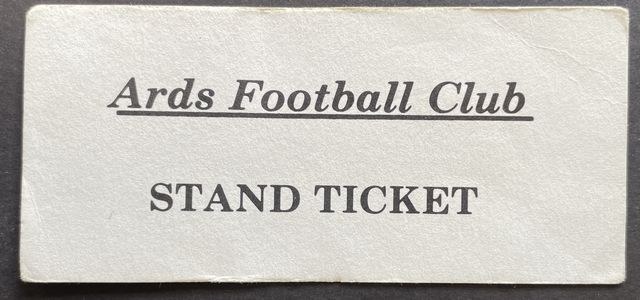 Ards Football Club
STAND TICKET